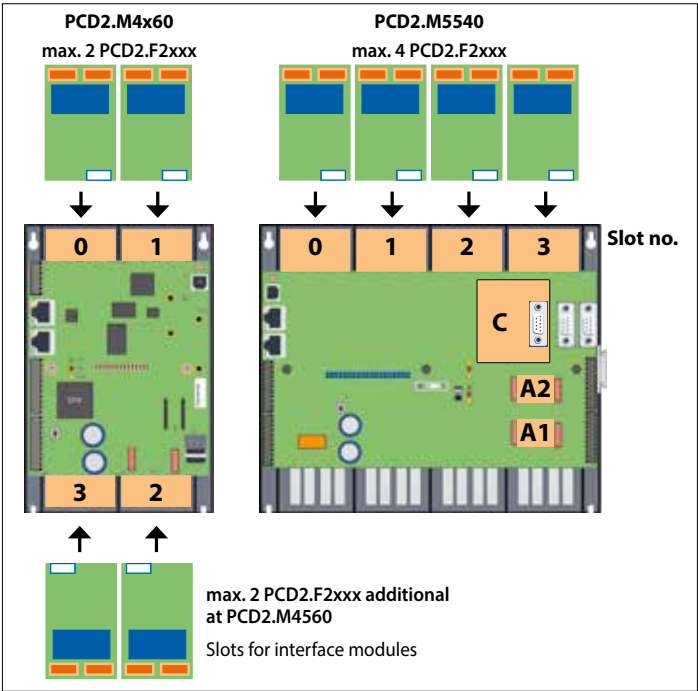 PCD2.M4x60
max. 2 PCD2.F2xxx
PCD2.M5540
max. 4 PCD2.F2xxx
0 1
0 1 2 3
Slot no.
C
A2
A1
3 2
max. 2 PCD2.F2xxx additional
at PCD2.M4560
Slots for interface modules